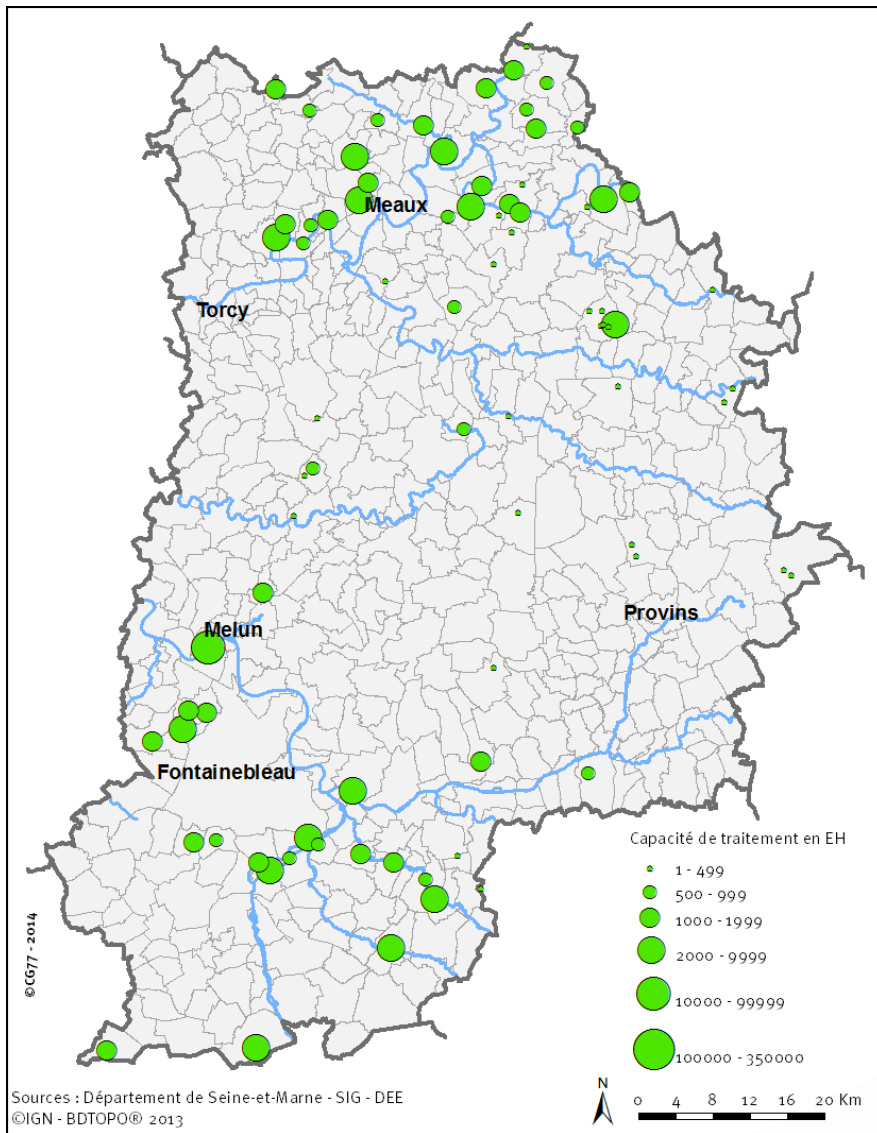 Meaux
Torcy
Melun
Provins
Fontainebleau
Capacité de traitement en EH
1 - 499
500 - 999
1000 - 1999
2000 - 9999
10000 - 99999
100000 - 350000
©CG77 - 2014
Sources : Département de Seine-et-Marne - SIG - DEE
©IGN - BDTOPO® 2013
N
0 4 8 12 16 20 Km